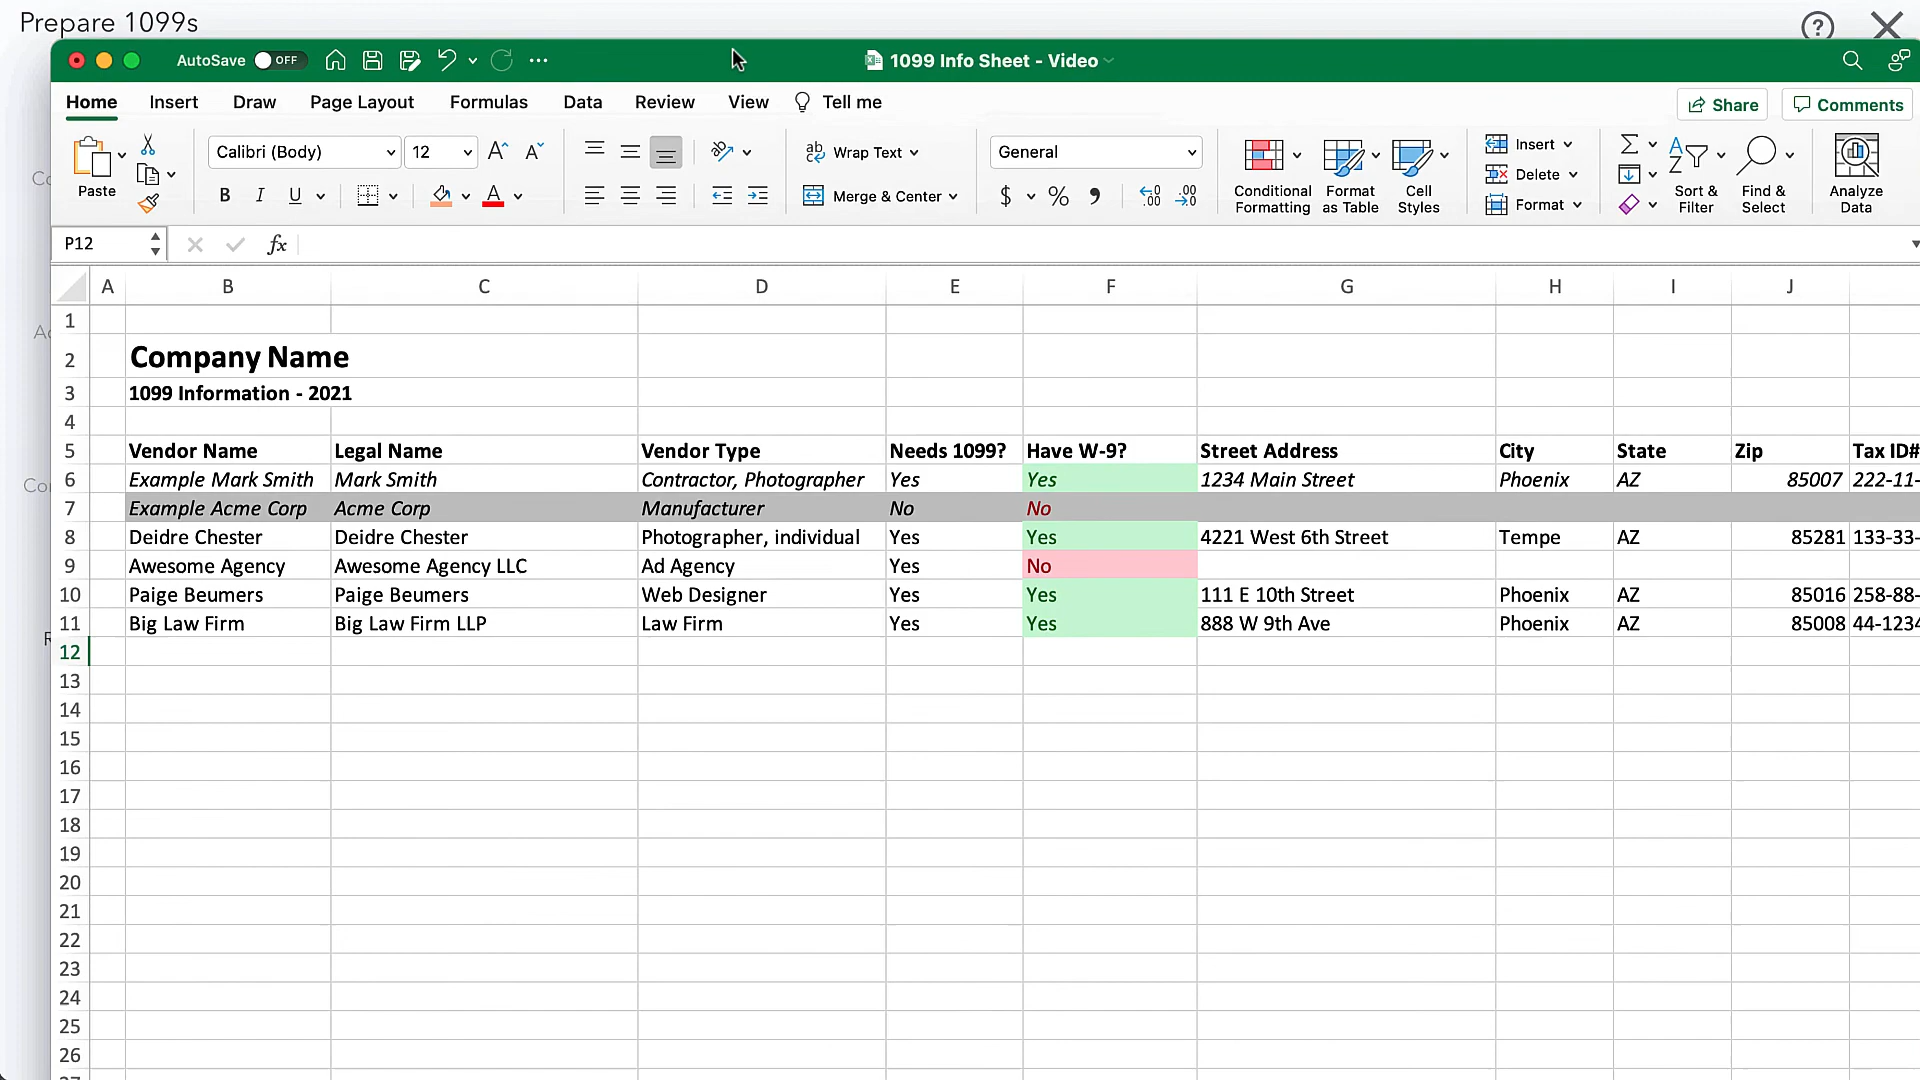 Prepare 1099s
AutoSave OFF
1099 Info Sheet - Video
Home Insert Draw Page Layout Formulas Data Review View Tell me
Share Comments
Paste
Calibri (Body) 12
B I U
Wrap Text
Merge & Center
General
$ %
Conditional Formatting
Format as Table
Cell Styles
Insert
Delete
Format
Sort & Filter
Find & Select
Analyze Data
P12 fx
A B C D E F G H I J
1
2 Company Name
3 1099 Information - 2021
4
5 Vendor Name Legal Name Vendor Type Needs 1099? Have W-9? Street Address City State Zip Tax ID#
6 Example Mark Smith Mark Smith Contractor, Photographer Yes Yes 1234 Main Street Phoenix AZ 85007 222-11-
7 Example Acme Corp Acme Corp Manufacturer No No
8 Deidre Chester Deidre Chester Photographer, individual Yes Yes 4221 West 6th Street Tempe AZ 85281 133-33-
9 Awesome Agency Awesome Agency LLC Ad Agency Yes No
10 Paige Beumers Paige Beumers Web Designer Yes Yes 111 E 10th Street Phoenix AZ 85016 258-88-
11 Big Law Firm Big Law Firm LLP Law Firm Yes Yes 888 W 9th Ave Phoenix AZ 85008 44-1234
12
13
14
15
16
17
18
19
20
21
22
23
24
25
26